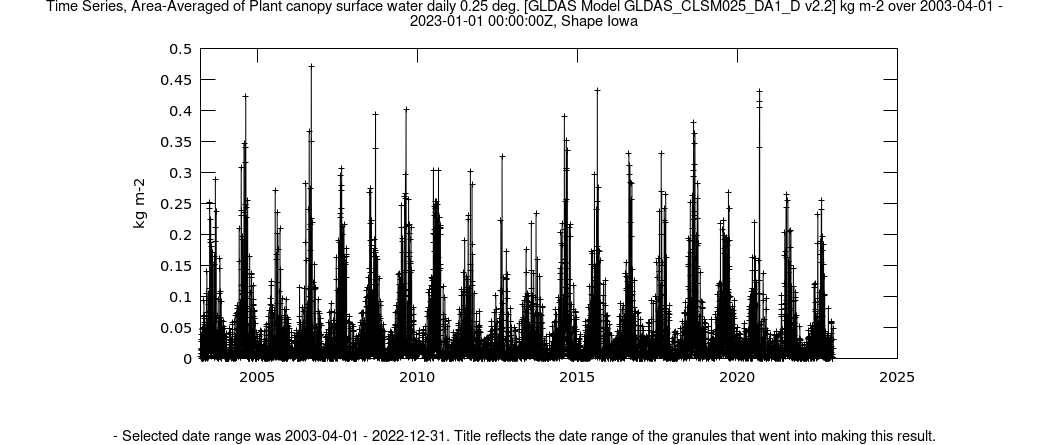 Time Series, Area-Averaged of Plant canopy surface water daily 0.25 deg. [GLDAS Model GLDAS_CLSM025_DA1_D v2.2] kg m-2 over 2003-04-01 -
2023-01-01 00:00:00Z, Shape Iowa
0.5
0.45
0.4
0.35
0.3
0.25
kg m-2
0.2
0.15
0.1
0.05
0
2005 2010 2015 2020 2025
- Selected date range was 2003-04-01 - 2022-12-31. Title reflects the date range of the granules that went into making this result.